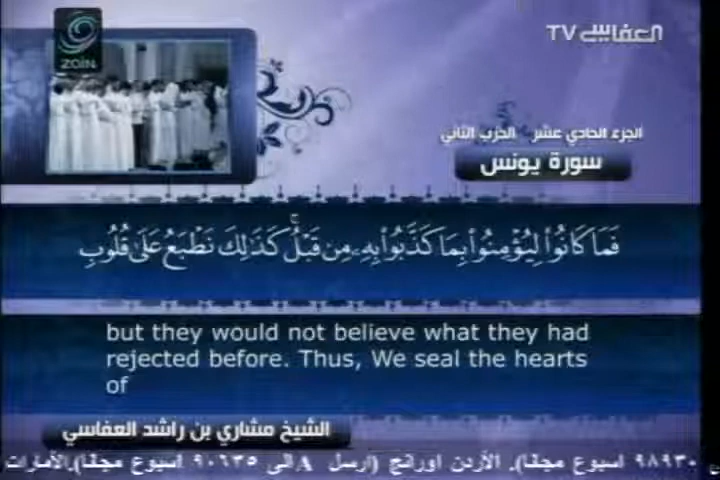 ZOIN
العفاسي TV
الجزء الحادي عشر الحزب الثاني
سورة يونس
فَمَا كَانُوا۟ لِيُؤْمِنُوا۟ بِمَا كَذَّبُوا۟ بِهِۦ مِن قَبْلُ ۚ كَذَٰلِكَ نَطْبَعُ عَلَىٰ قُلُوبِ
but they would not believe what they had
rejected before. Thus, We seal the hearts
of
الشيخ مشاري بن راشد العفاسي
٩٨٩٣٠ اسبوع مجانا). الأردن اورانج (ارسل A الى ٩٠٦٣٥ اسبوع مجانا).الأمارات